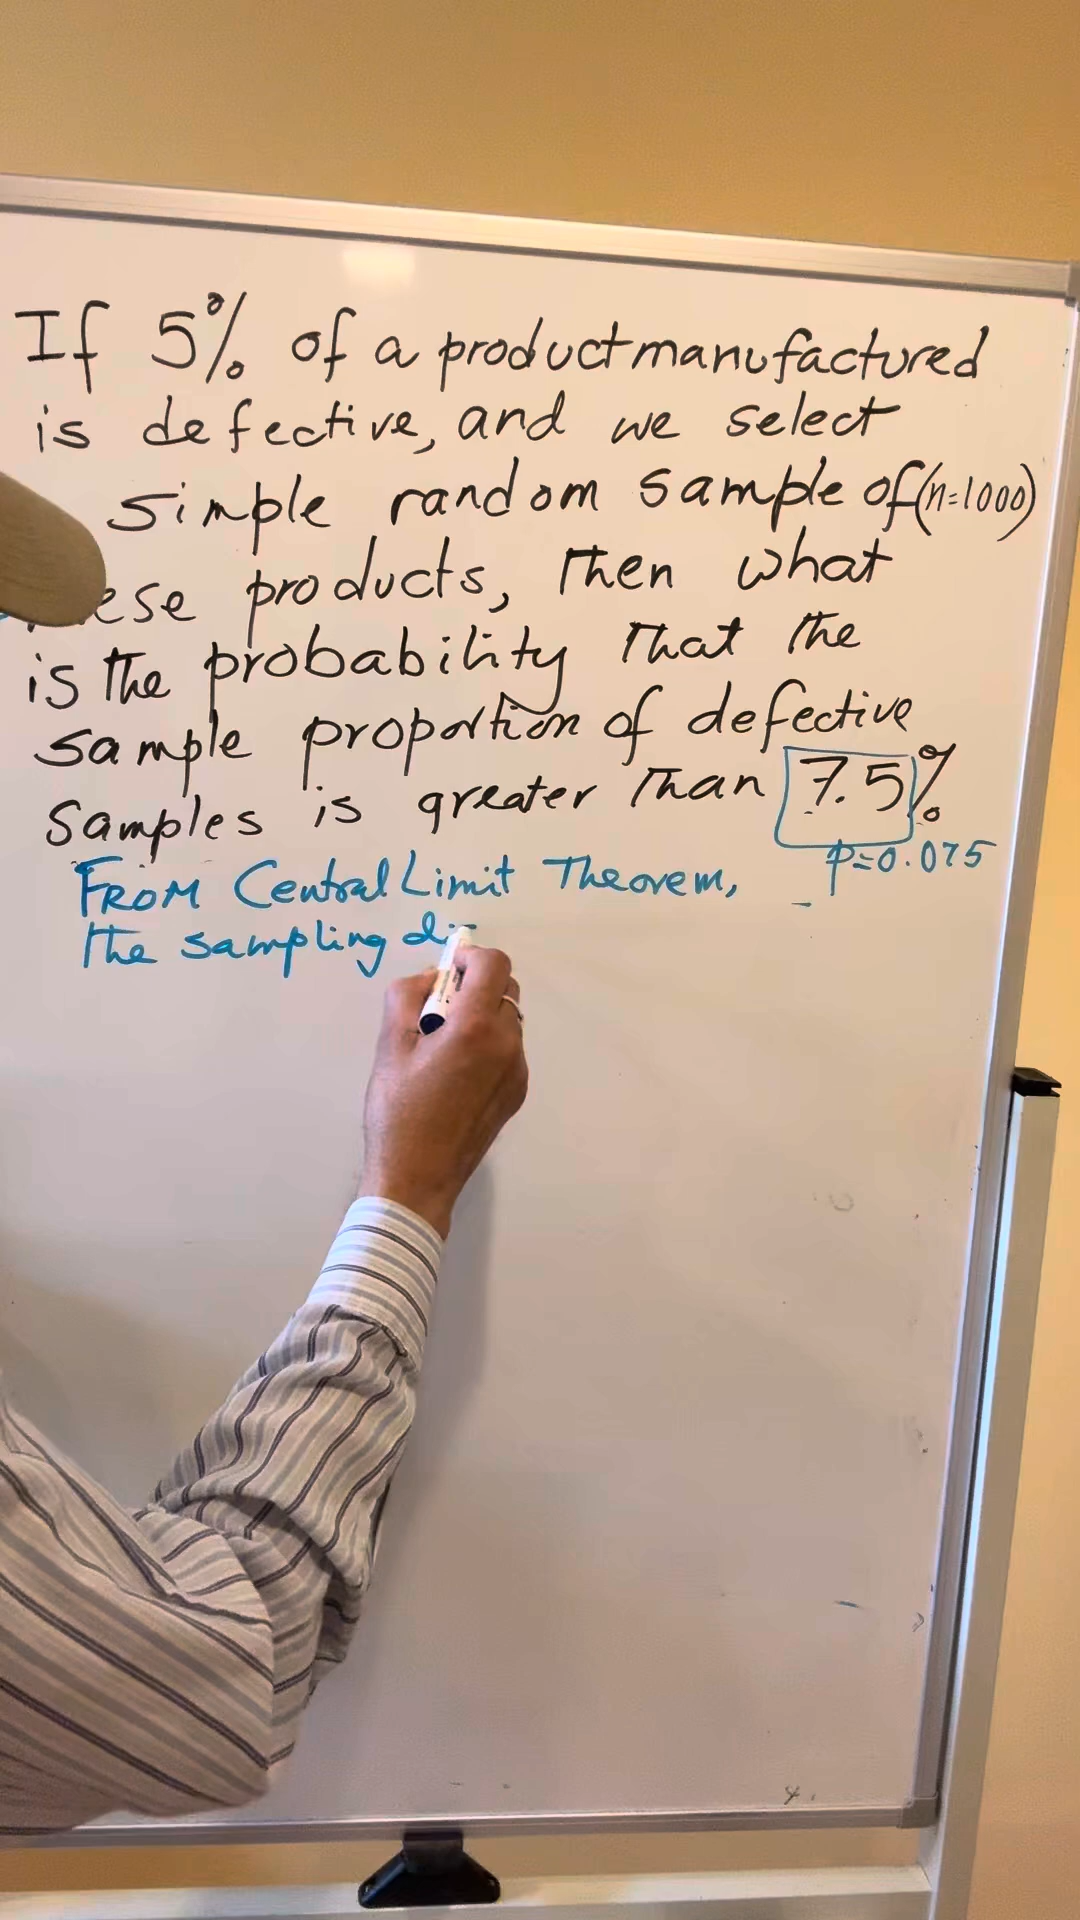 If 5% of a product manufactured
is defective, and we select
simple random sample of (n=1000)
products, then what
is the probability that the
sample proportion of defective
samples is greater than 7.5%
p=0.075
FROM Central Limit Theorem,
the sampling